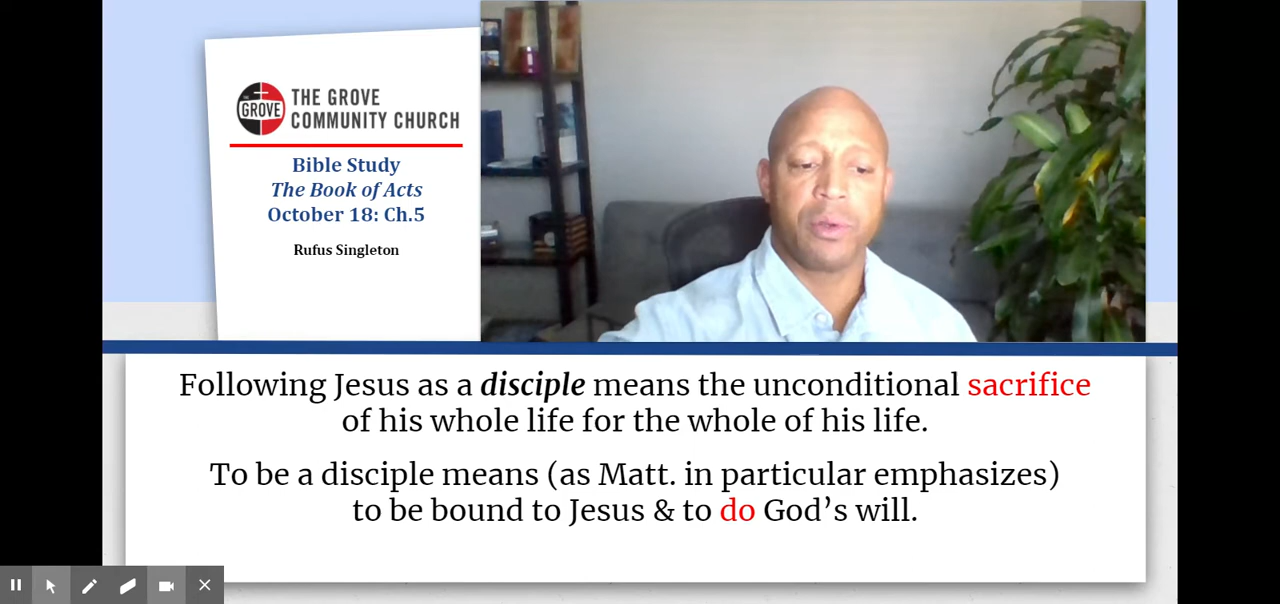 THE
GROVE
THE GROVE
COMMUNITY CHURCH
Bible Study
The Book of Acts
October 18: Ch.5
Rufus Singleton
Following Jesus as a disciple means the unconditional sacrifice
of his whole life for the whole of his life.
To be a disciple means (as Matt. in particular emphasizes)
to be bound to Jesus & to do God’s will.